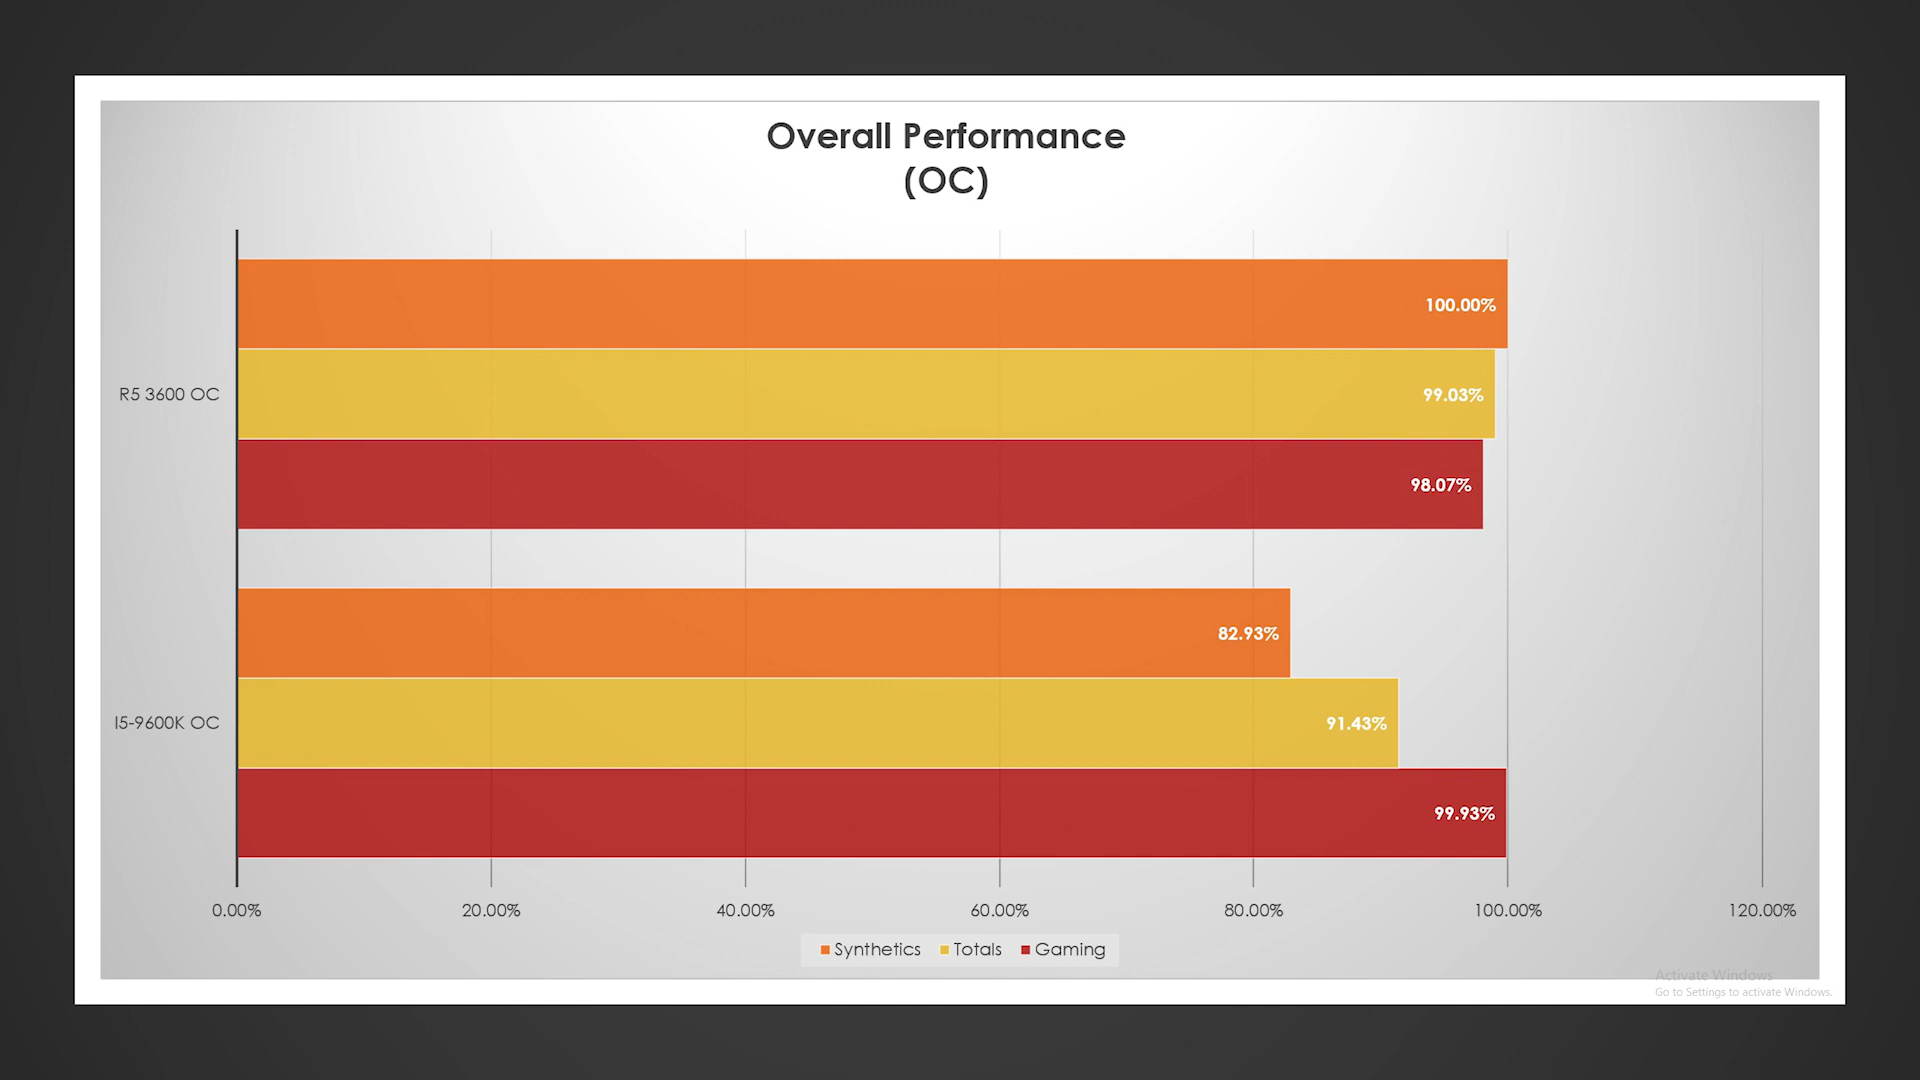 Overall Performance
(OC)
100.00%
R5 3600 OC
99.03%
98.07%
82.93%
I5-9600K OC
91.43%
99.93%
0.00% 20.00% 40.00% 60.00% 80.00% 100.00% 120.00%
Synthetics Totals Gaming
Activate Windows
Go to Settings to activate Windows.